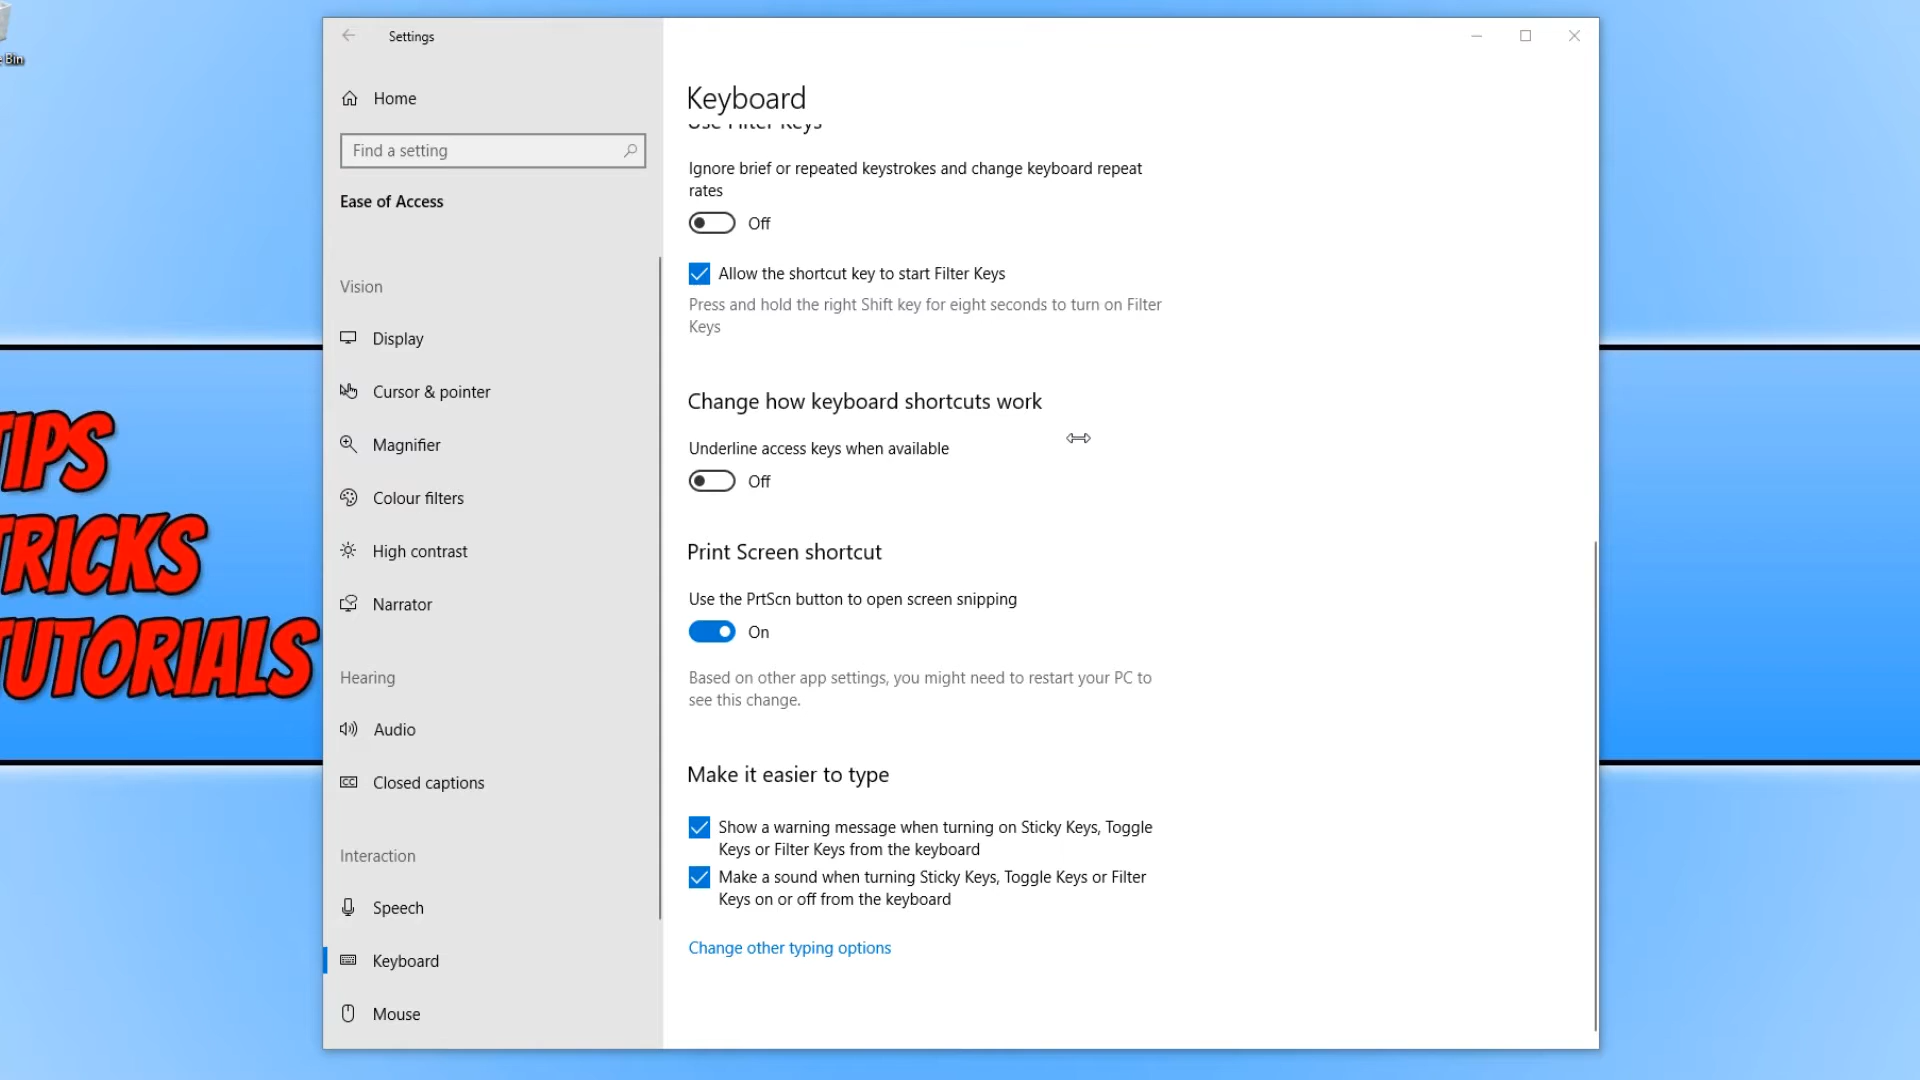 Bin
TIPS
TRICKS
TUTORIALS
Settings
Home
Find a setting
Ease of Access
Vision
Display
Cursor & pointer
Magnifier
Colour filters
High contrast
Narrator
Hearing
Audio
Closed captions
Interaction
Speech
Keyboard
Mouse
Keyboard
Use Filter Keys
Ignore brief or repeated keystrokes and change keyboard repeat
rates
Off
Allow the shortcut key to start Filter Keys
Press and hold the right Shift key for eight seconds to turn on Filter
Keys
Change how keyboard shortcuts work
Underline access keys when available
Off
Print Screen shortcut
Use the PrtScn button to open screen snipping
On
Based on other app settings, you might need to restart your PC to
see this change.
Make it easier to type
Show a warning message when turning on Sticky Keys, Toggle
Keys or Filter Keys from the keyboard
Make a sound when turning Sticky Keys, Toggle Keys or Filter
Keys on or off from the keyboard
Change other typing options